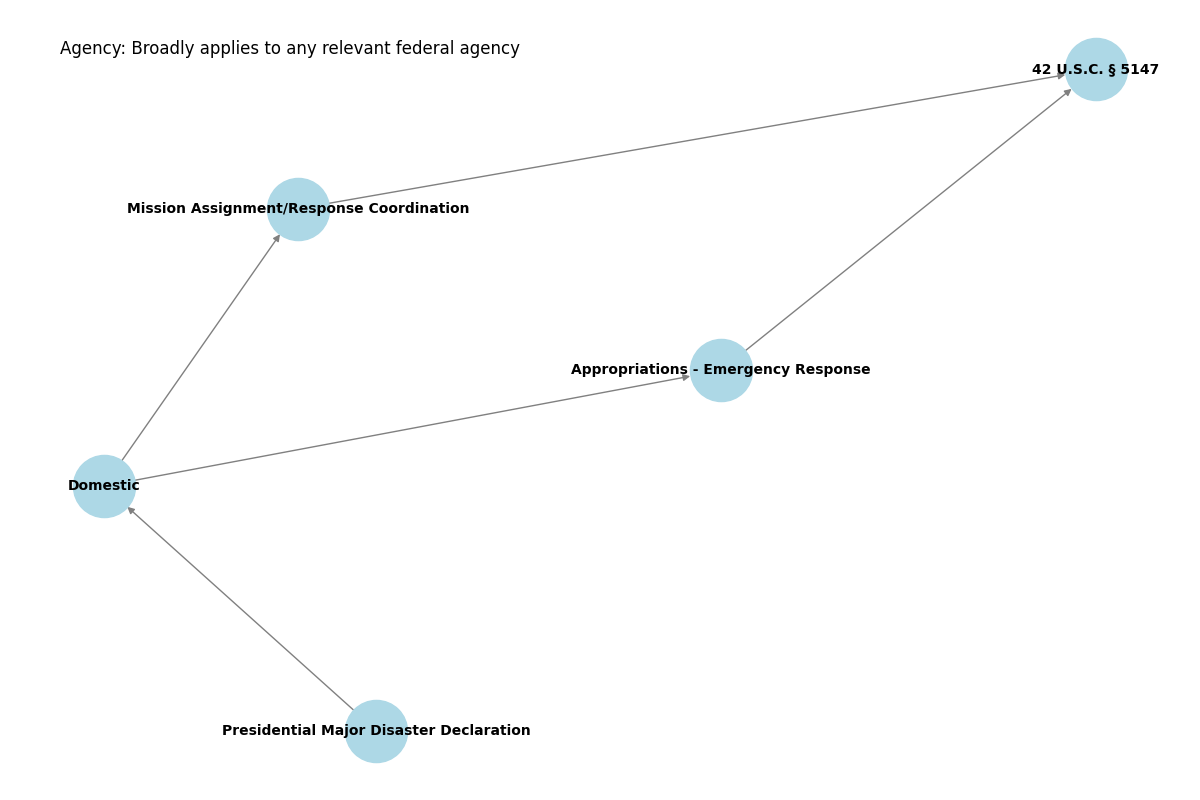 Agency: Broadly applies to any relevant federal agency
42 U.S.C. § 5147
Mission Assignment/Response Coordination
Appropriations - Emergency Response
Domestic
Presidential Major Disaster Declaration